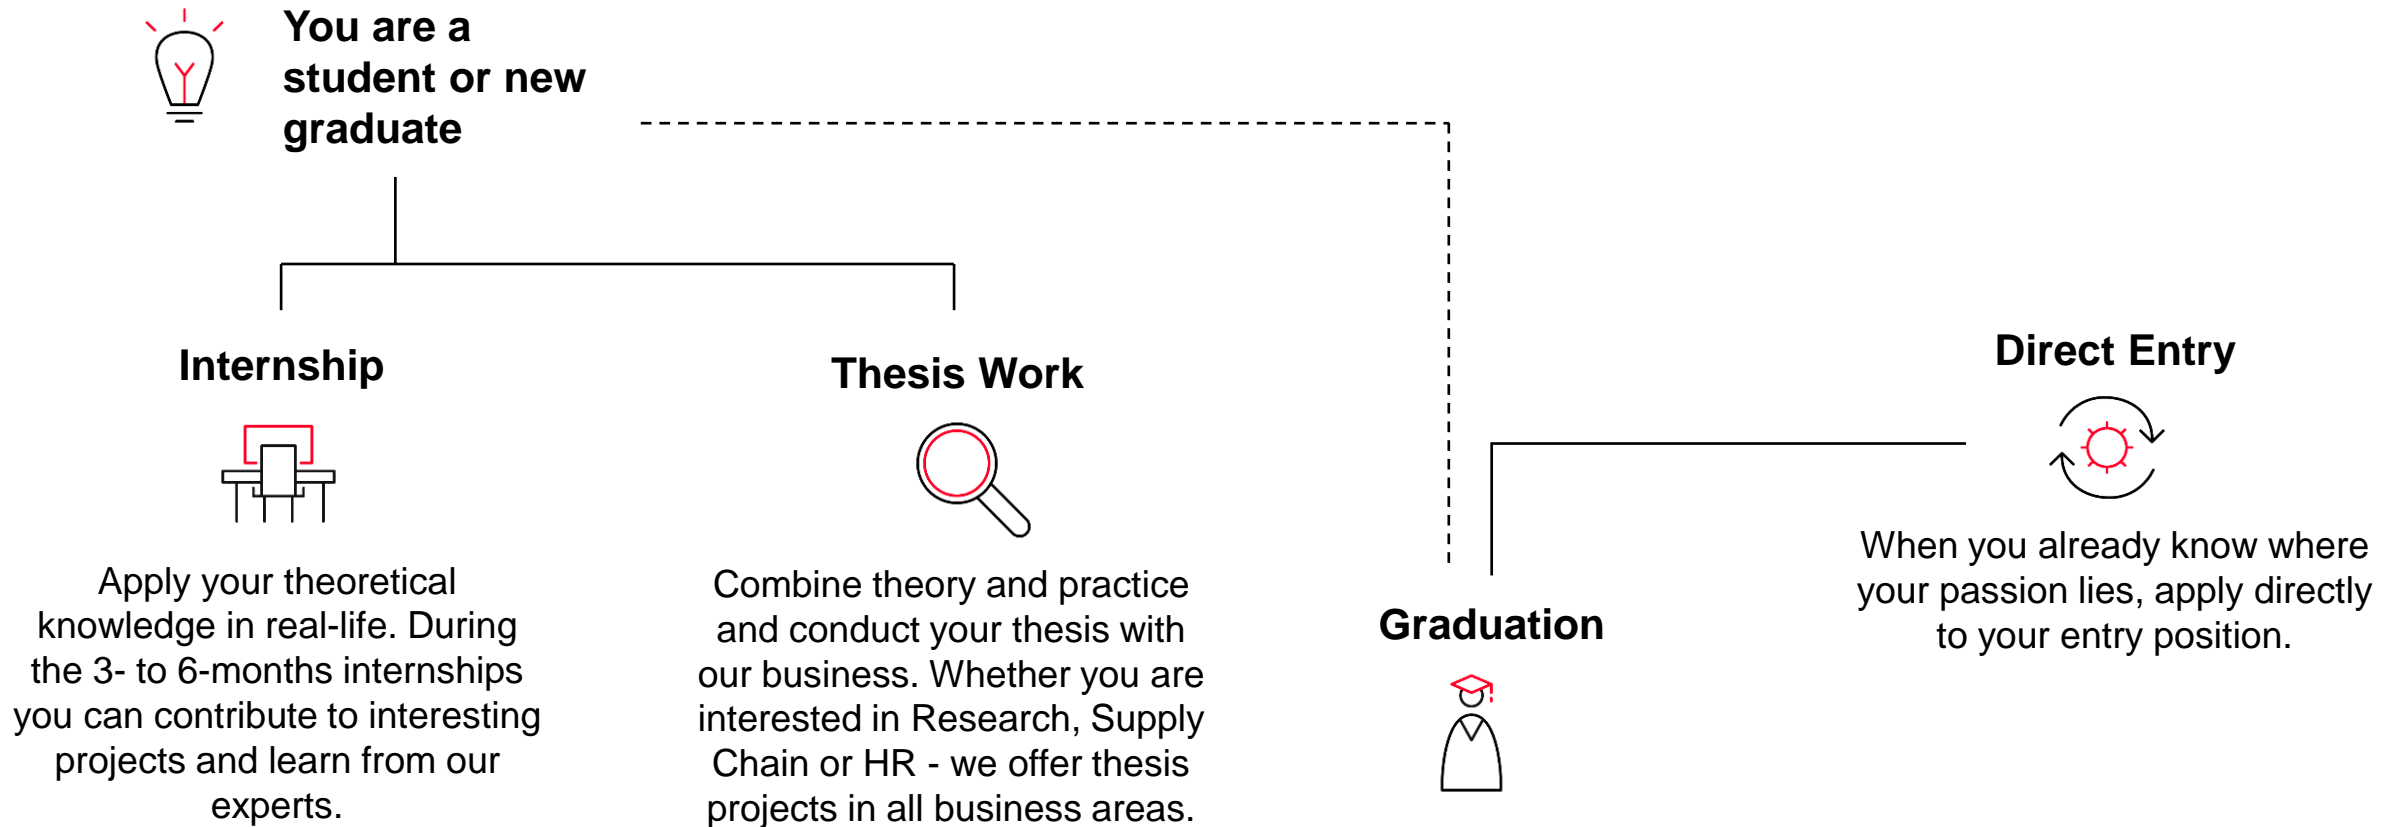 You are a
student or new
graduate
Internship
Apply your theoretical
knowledge in real-life. During
the 3- to 6-months internships
you can contribute to interesting
projects and learn from our
experts.
Thesis Work
Combine theory and practice
and conduct your thesis with
our business. Whether you are
interested in Research, Supply
Chain or HR - we offer thesis
projects in all business areas.
Graduation
Direct Entry
When you already know where
your passion lies, apply directly
to your entry position.